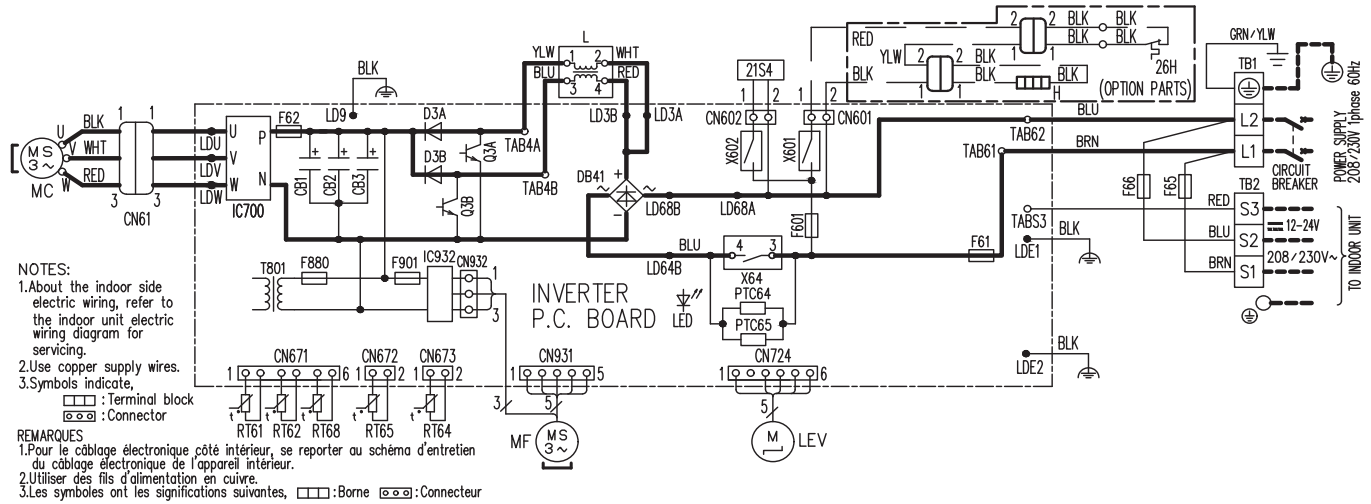 L
YLW
WHT
1
2
BLU
3
4
RED
2
2
BLK
BLK
RED
BLK
BLK
1
1
26H
YLW
2
2
BLK
BLK
BLK
1
1
H
(OPTION PARTS)
GRN/YLW
TB1
L2
L1
CIRCUIT
BREAKER
POWER SUPPLY
208/230V 1phase 60Hz
BLK
LD9
F62
D3A
D3B
Q3A
Q3B
TAB4A
TAB4B
LD3B
LD3A
21S4
1
2
CN602
X602
1
2
CN601
X601
BLU
TAB62
TAB61
BRN
1
1
U
BLK
V
WHT
W
RED
MS
3~
MC
3
3
CN61
LDU
LDV
LDW
U
V
W
P
N
IC700
+
+
+
CB1
CB2
CB3
DB41
~
~
+
-
LD68B
LD68A
F601
F66
F65
TB2
S3
S2
S1
RED
BLU
BRN
12-24V
208/230V~
TO INDOOR UNIT
TABS3
LDE1
BLK
F61
BLU
LD64B
4
3
X64
PTC64
PTC65
LED
T801
F880
F901
IC932
CN932
1
3
INVERTER
P.C. BOARD
LDE2
BLK
CN671
1
6
CN672
1
2
CN673
1
2
CN931
1
5
CN724
1
6
t°
t°
t°
t°
t°
RT61
RT62
RT68
RT65
RT64
3
5
MF
MS
3~
5
M
LEV
NOTES:
1.About the indoor side
electric wiring, refer to
the indoor unit electric
wiring diagram for
servicing.
2.Use copper supply wires.
3.Symbols indicate,
:Terminal block
:Connector
REMARQUES
1.Pour le câblage électronique côté intérieur, se reporter au schéma d'entretien
du câblage électronique de l'appareil intérieur.
2.Utiliser des fils d'alimentation en cuivre.
3.Les symboles ont les significations suivantes, :Borne :Connecteur